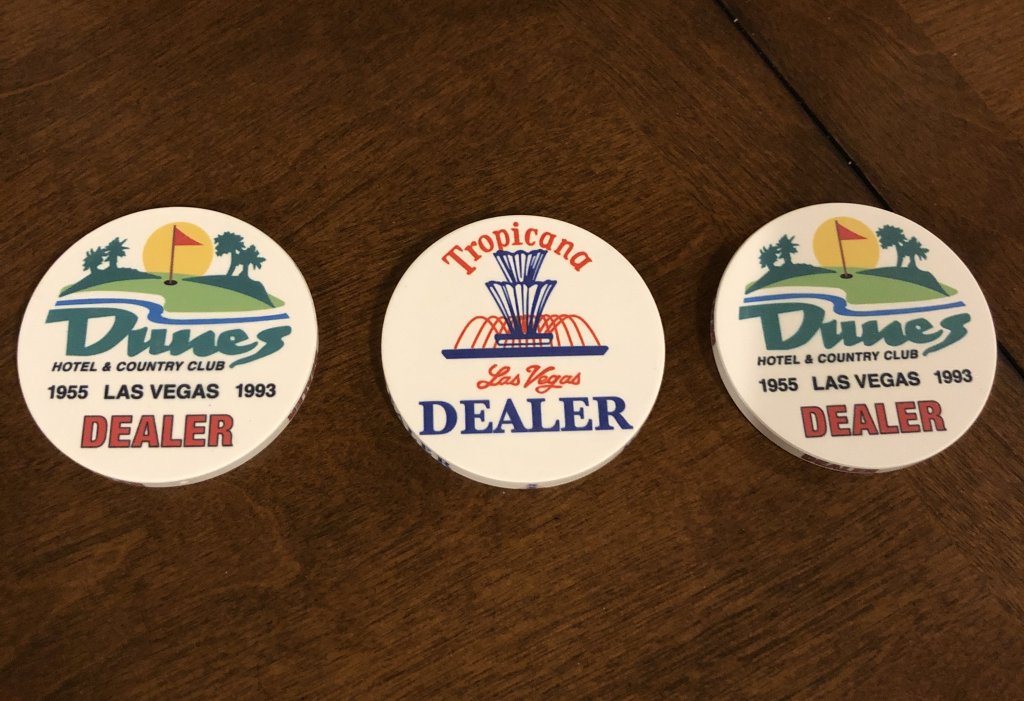 Dunes
HOTEL & COUNTRY CLUB
1955 LAS VEGAS 1993
DEALER
Tropicana
Las Vegas
DEALER
Dunes
HOTEL & COUNTRY CLUB
1955 LAS VEGAS 1993
DEALER